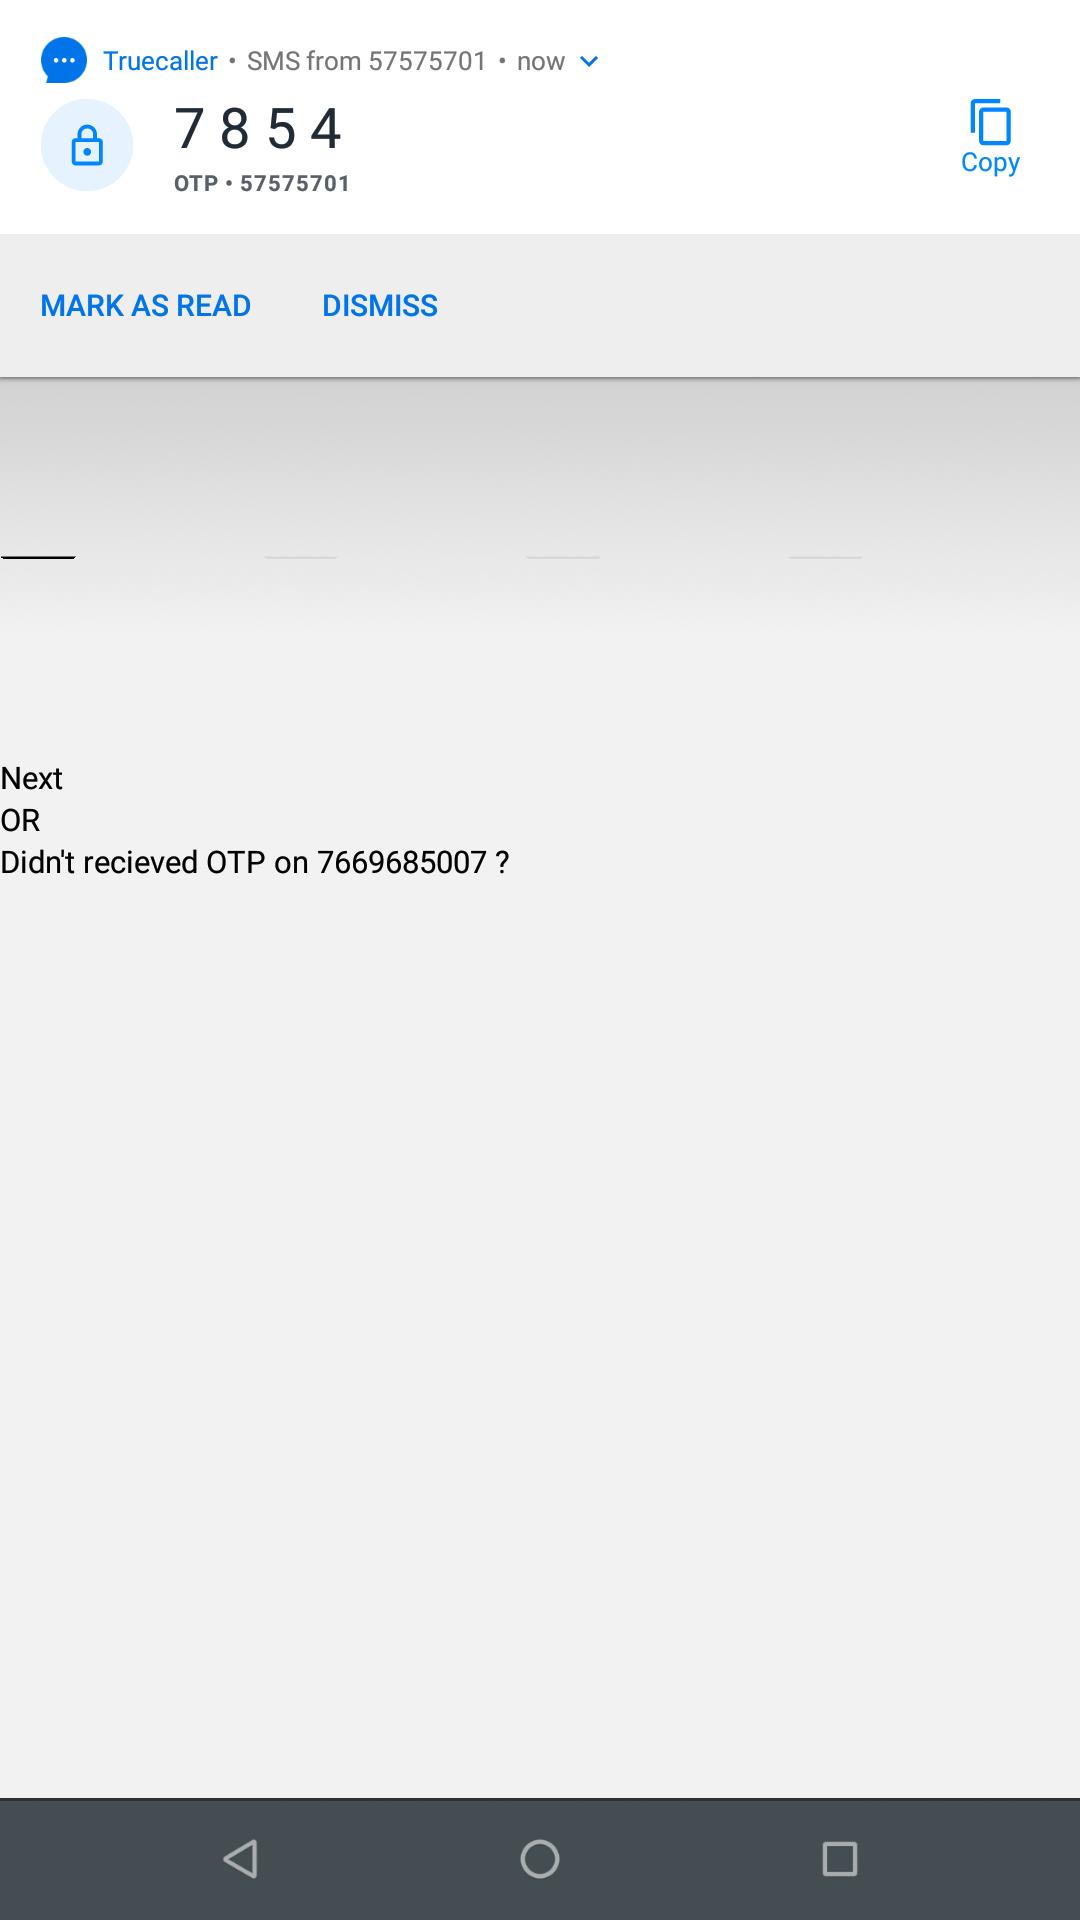 Truecaller • SMS from 57575701 • now
7 8 5 4
OTP • 57575701
Copy
MARK AS READ DISMISS
Next
OR
Didn't recieved OTP on 7669685007 ?